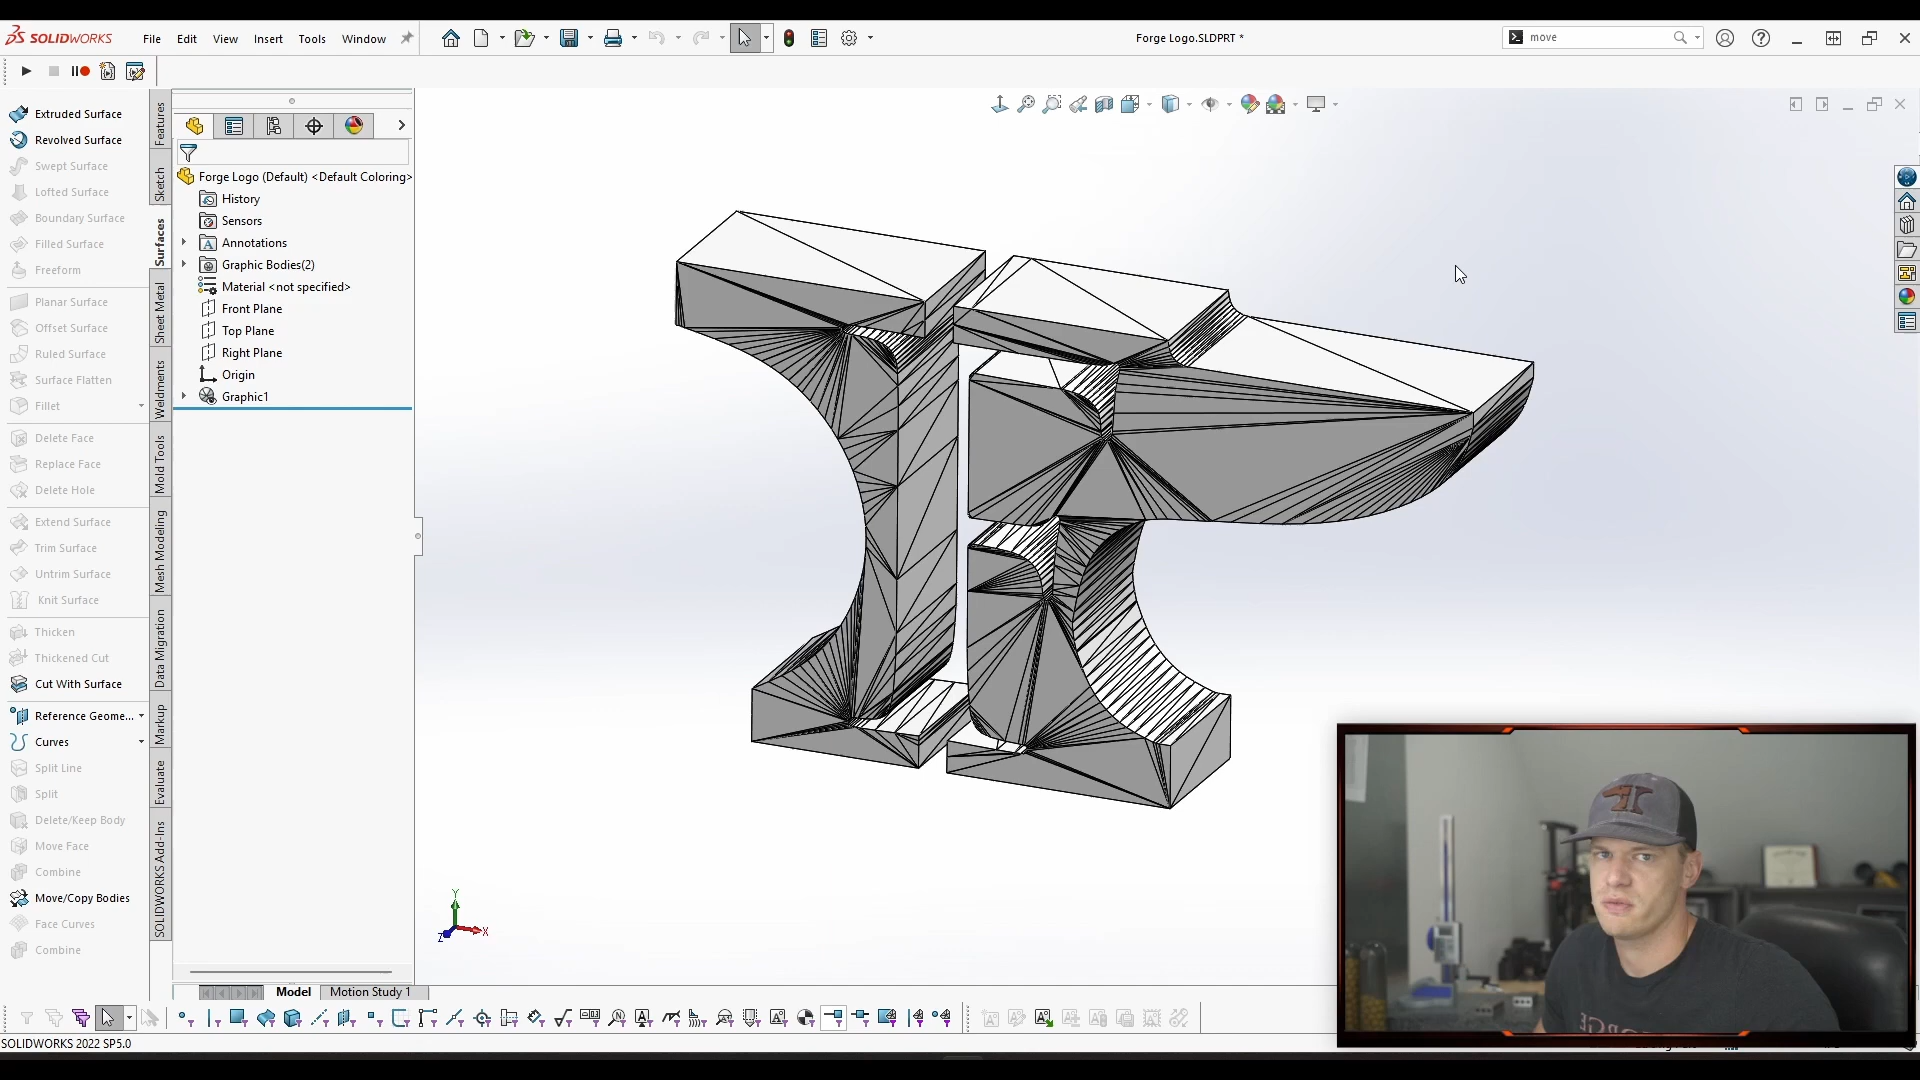 SOLIDWORKS
File Edit View Insert Tools Window
Forge Logo.SLDPRT *
move
Extruded Surface
Revolved Surface
Swept Surface
Lofted Surface
Boundary Surface
Filled Surface
Freeform
Planar Surface
Offset Surface
Ruled Surface
Surface Flatten
Fillet
Delete Face
Replace Face
Delete Hole
Extend Surface
Trim Surface
Untrim Surface
Knit Surface
Thicken
Thickened Cut
Cut With Surface
Reference Geome...
Curves
Split Line
Split
Delete/Keep Body
Move Face
Combine
Move/Copy Bodies
Face Curves
Combine
Features
Sketch
Surfaces
Sheet Metal
Weldments
Mold Tools
Mesh Modeling
Data Migration
Markup
Evaluate
SOLIDWORKS Add-Ins
Forge Logo (Default) <Default Coloring>
History
Sensors
Annotations
Graphic Bodies(2)
Material <not specified>
Front Plane
Top Plane
Right Plane
Origin
Graphic1
Y
X
Z
Model
Motion Study 1
SOLIDWORKS 2022 SP5.0